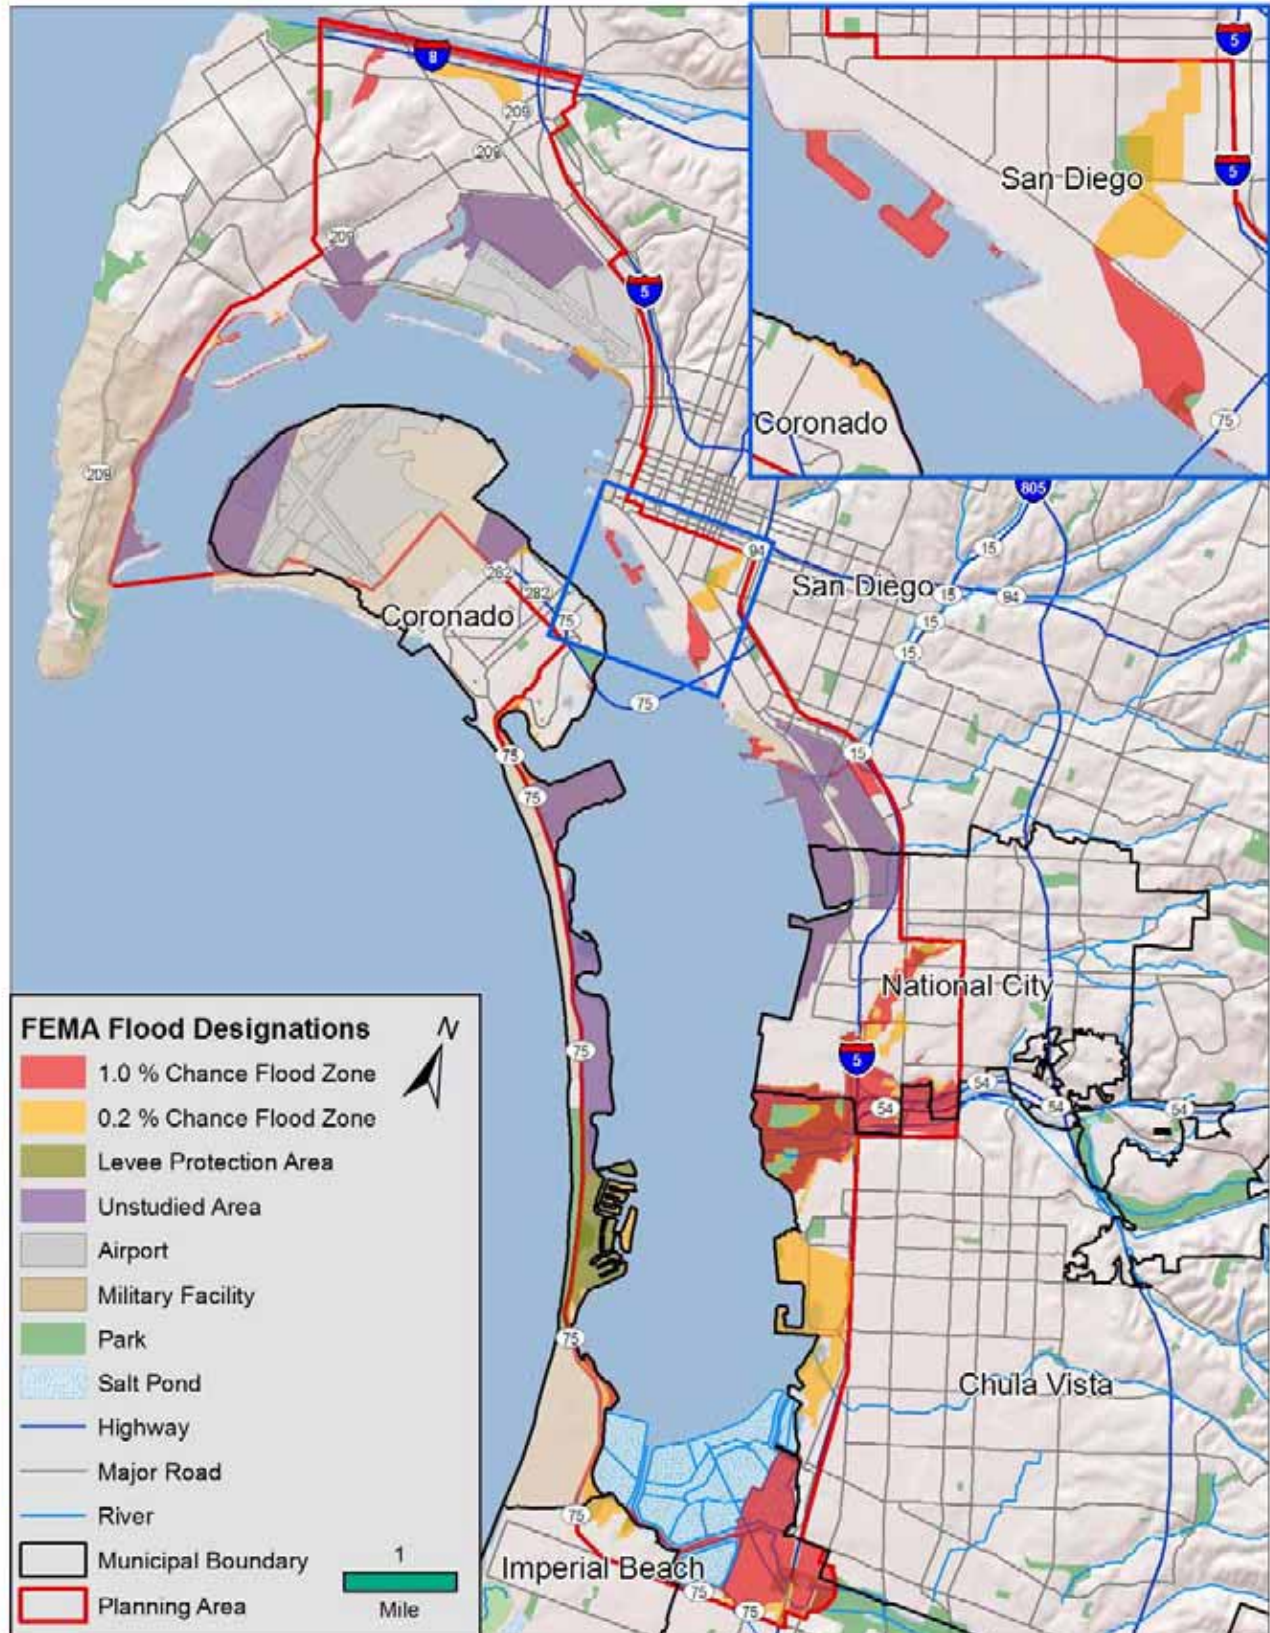 8
209
209
209
209
5
5
5
San Diego
Coronado
75
805
15
94
San Diego
15
94
15
15
282
282
75
Coronado
75
75
75
15
National City
75
5
54
54
54
54
75
Chula Vista
75
Imperial Beach
75
75
FEMA Flood Designations
N
1.0 % Chance Flood Zone
0.2 % Chance Flood Zone
Levee Protection Area
Unstudied Area
Airport
Military Facility
Park
Salt Pond
Highway
Major Road
River
Municipal Boundary
Planning Area
1
Mile